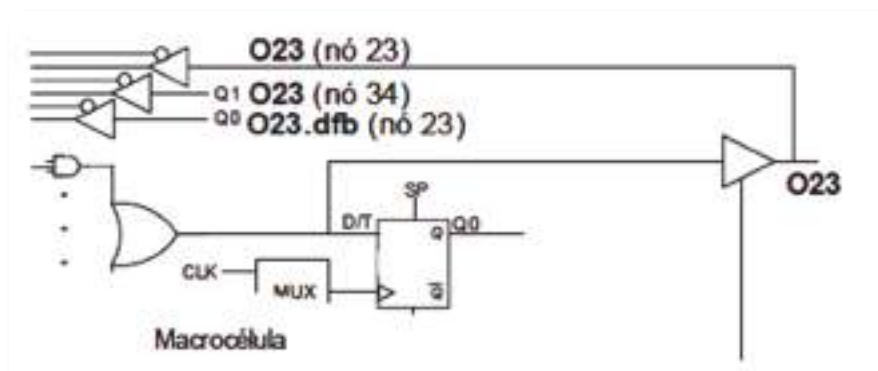 O23 (nó 23)
Q1 O23 (nó 34)
Q0 O23.dfb (nó 23)
O23
SP
D/T
Q Q0
CLK
MUX
Q̅
Macrocélula